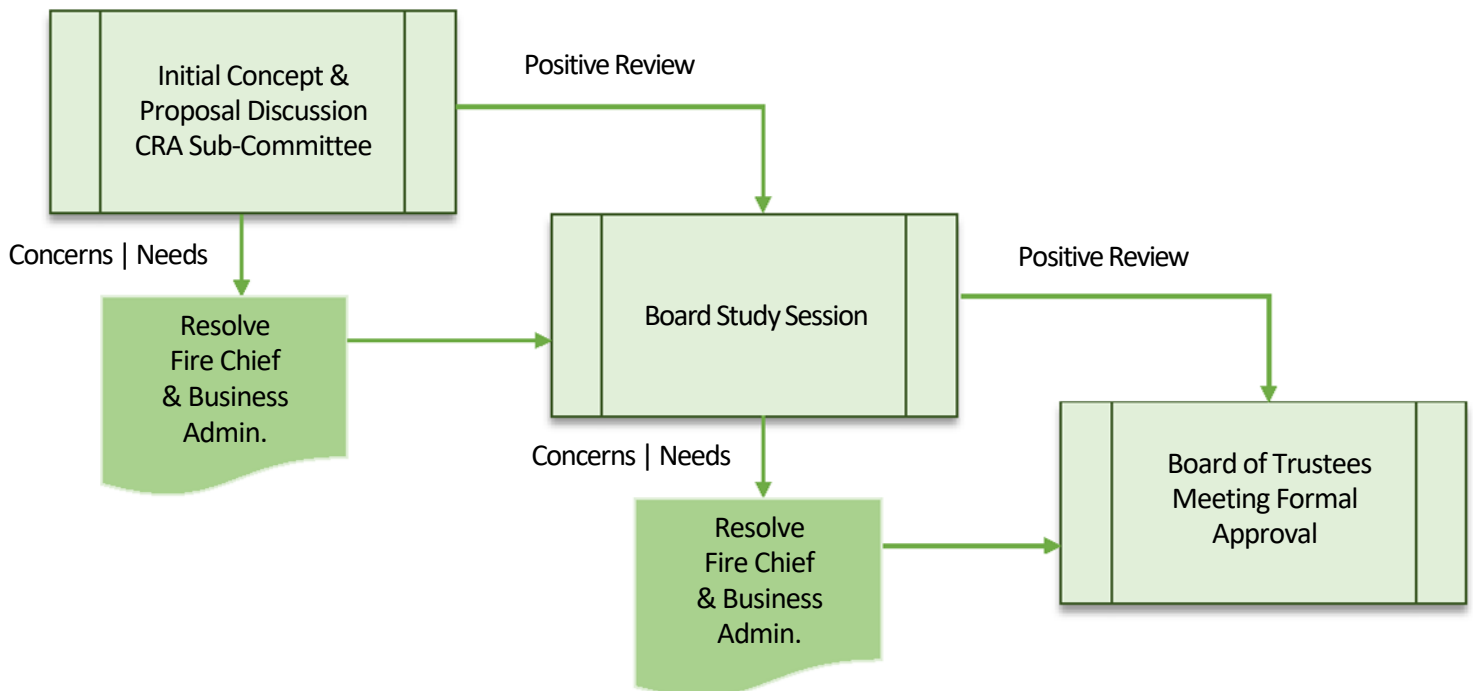 Initial Concept &
Proposal Discussion
CRA Sub-Committee
Positive Review
Concerns | Needs
Resolve
Fire Chief
& Business
Admin.
Board Study Session
Positive Review
Concerns | Needs
Resolve
Fire Chief
& Business
Admin.
Board of Trustees
Meeting Formal
Approval